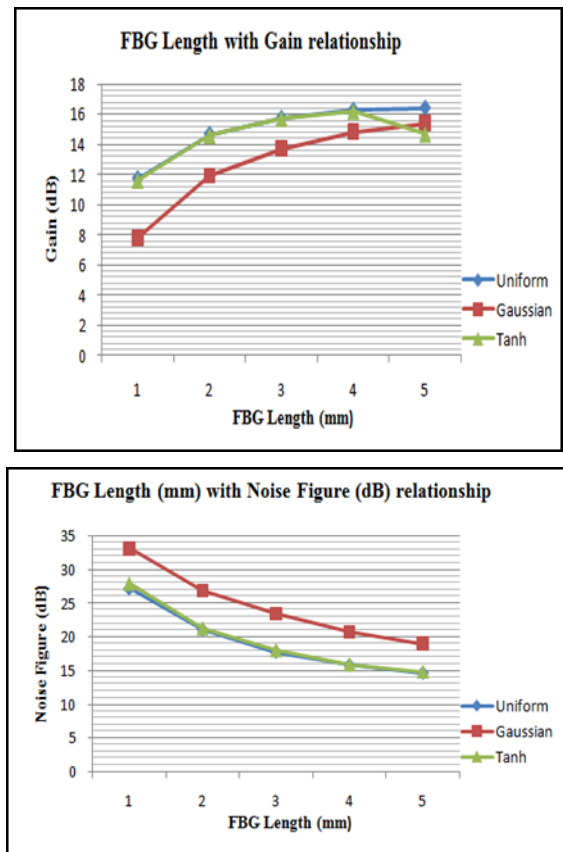 FBG Length with Gain relationship
18
16
14
12
10
8
6
4
2
0
Gain (dB)
1 2 3 4 5
FBG Length (mm)
Uniform
Gaussian
Tanh
FBG Length (mm) with Noise Figure (dB) relationship
35
30
25
20
15
10
5
0
Noise Figure (dB)
1 2 3 4 5
FBG Length (mm)
Uniform
Gaussian
Tanh